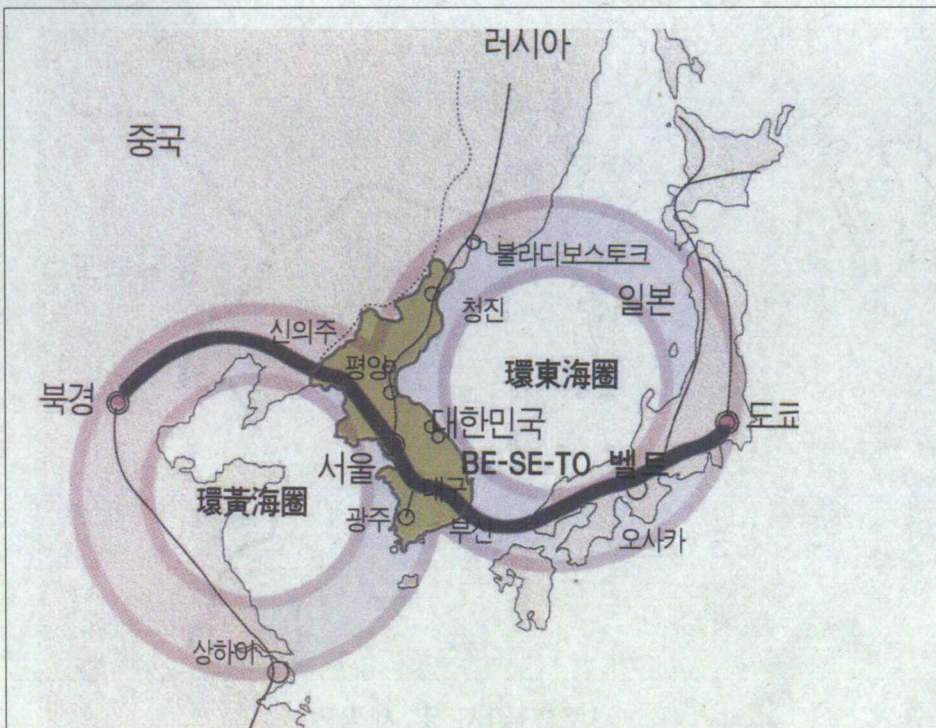 러시아
중국
불라디보스토크
일본
청진
신의주
평양
環東海圈
북경
도쿄
대한민국
서울
BE-SE-TO 벨트
대구
環黃海圈
광주
부산
오사카
상하이